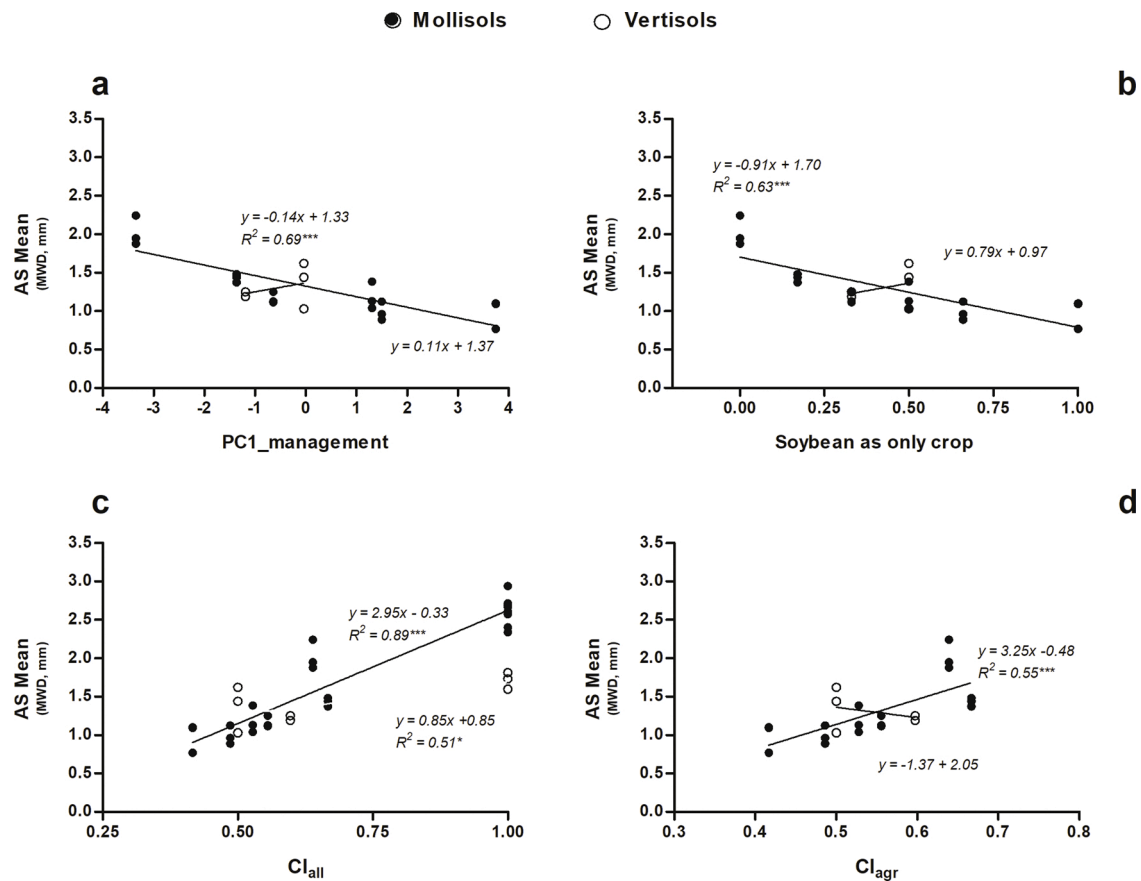 Mollisols Vertisols
a
AS Mean
(MWD, mm)
3.5
3.0
2.5
2.0
1.5
1.0
0.5
0.0
y = -0.14x + 1.33
R² = 0.69***
y = 0.11x + 1.37
-4 -3 -2 -1 0 1 2 3 4
PC1_management
b
AS Mean
(MWD, mm)
3.5
3.0
2.5
2.0
1.5
1.0
0.5
0.0
y = -0.91x + 1.70
R² = 0.63***
y = 0.79x + 0.97
0.00 0.25 0.50 0.75 1.00
Soybean as only crop
c
AS Mean
(MWD, mm)
3.5
3.0
2.5
2.0
1.5
1.0
0.5
0.0
y = 2.95x - 0.33
R² = 0.89***
y = 0.85x +0.85
R² = 0.51*
0.25 0.50 0.75 1.00
CIall
d
AS Mean
(MWD, mm)
3.5
3.0
2.5
2.0
1.5
1.0
0.5
0.0
y = 3.25x -0.48
R² = 0.55***
y = -1.37 + 2.05
0.3 0.4 0.5 0.6 0.7 0.8
CIagr